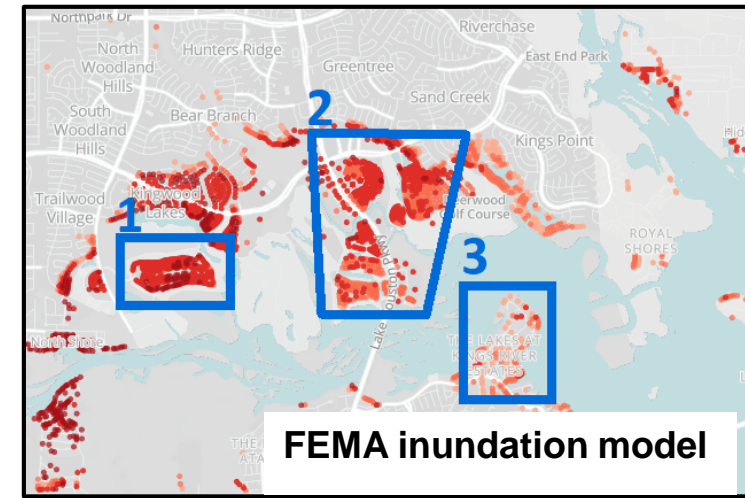 Northpark Dr
Riverchase
North
Woodland
Hills
Hunters Ridge
East End Park
Greentree
South
Woodland
Hills
Bear Branch
Sand Creek
2
Kings Point
Trailwood
Village
Kingwood
Lakes
1
Deerwood
Golf Course
ROYAL
SHORES
3
Lake Houston Pkwy
North Shore
THE LAKES AT
KINGS RIVER
ESTATES
FEMA inundation model